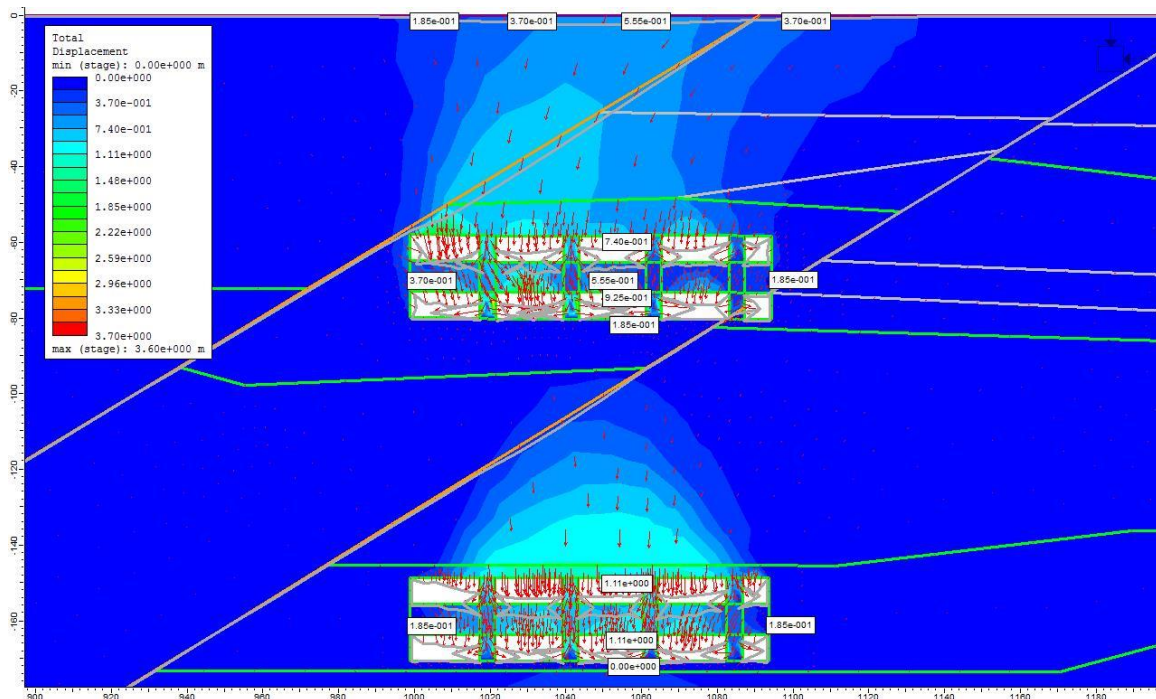 1.85e-001 3.70e-001 5.55e-001 3.70e-001
Total
Displacement
min (stage): 0.00e+000 m
0.00e+000
3.70e-001
7.40e-001
1.11e+000
1.48e+000
1.85e+000
2.22e+000
2.59e+000
2.96e+000
3.33e+000
3.70e+000
max (stage): 3.60e+000 m
0
-20
-40
-60
-80
-100
-120
-140
-160
7.40e-001
3.70e-001 5.55e-001 1.85e-001
9.25e-001
1.85e-001
1.11e+000
1.85e-001 1.85e-001
1.11e+000
0.00e+000
900 920 940 960 980 1000 1020 1040 1060 1080 1100 1120 1140 1160 1180